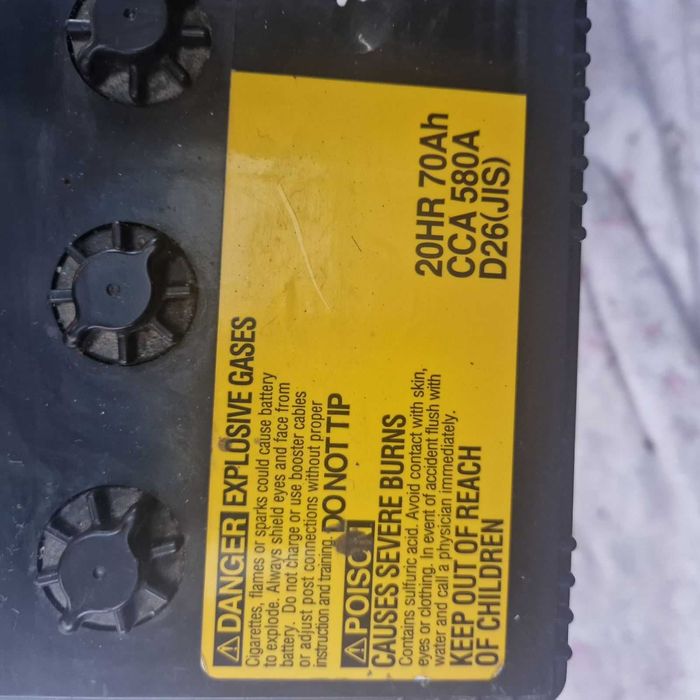 ⚠DANGER EXPLOSIVE GASES
Cigarettes, flames or sparks could cause battery
to explode. Always shield eyes and face from
battery. Do not charge or use booster cables
or adjust post connections without proper
instruction and training. DO NOT TIP
⚠POISON
CAUSES SEVERE BURNS
Contains sulfuric acid. Avoid contact with skin,
eyes or clothing. In event of accident flush with
water and call a physician immediately.
KEEP OUT OF REACH
OF CHILDREN
20HR 70Ah
CCA 580A
D26(JIS)